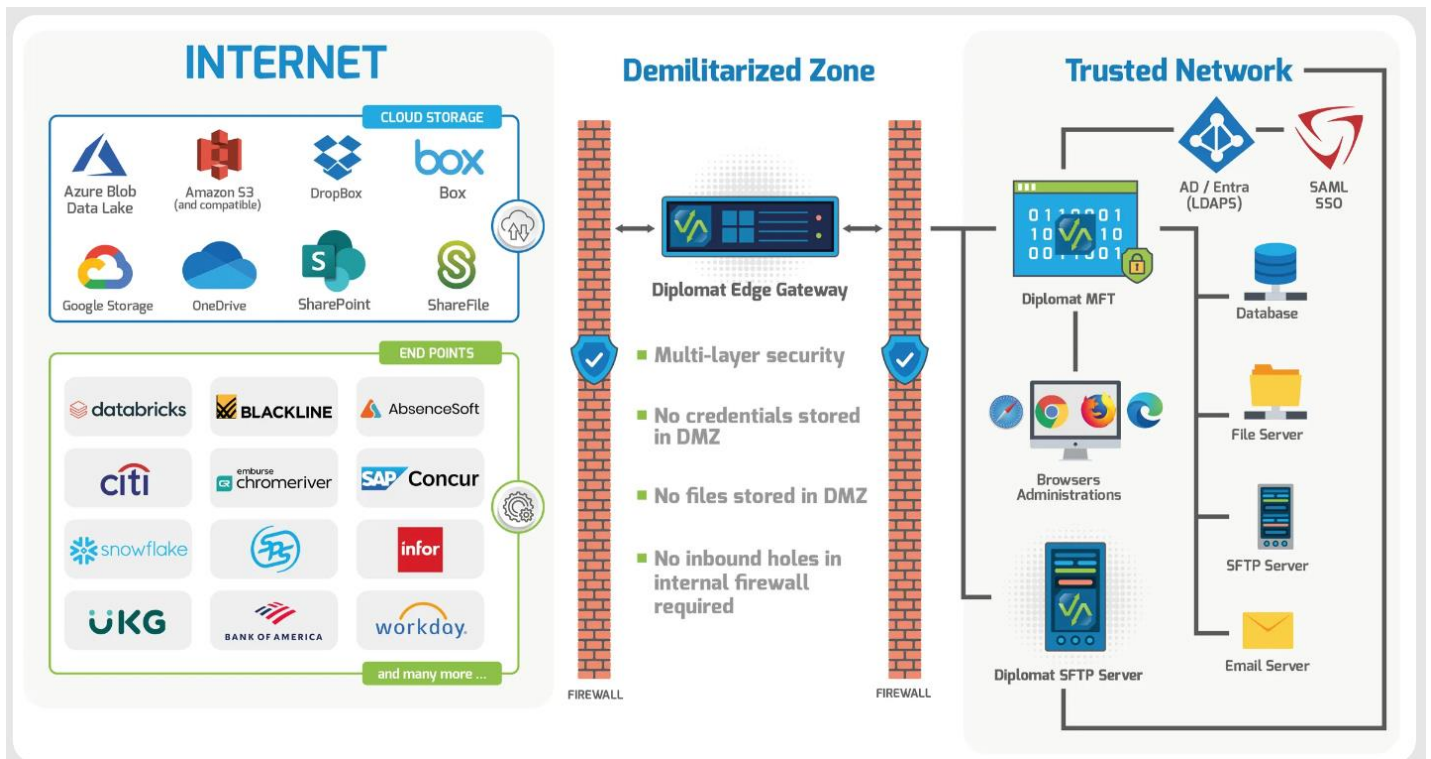 INTERNET
CLOUD STORAGE
Azure Blob
Data Lake
Amazon S3
(and compatible)
DropBox
box
Box
Google Storage
OneDrive
S
SharePoint
ShareFile
END POINTS
databricks
BLACKLINE
AbsenceSoft
citi
emburse
chromeriver
SAP Concur
snowflake
SPS
infor
UKG
BANK OF AMERICA
workday.
and many more ...
Demilitarized Zone
Diplomat Edge Gateway
Multi-layer security
No credentials stored
in DMZ
No files stored in DMZ
No inbound holes in
internal firewall
required
FIREWALL
FIREWALL
Trusted Network
AD / Entra
(LDAPS)
SAML
SSO
Diplomat MFT
Database
File Server
Browsers
Administrations
SFTP Server
Diplomat SFTP Server
Email Server